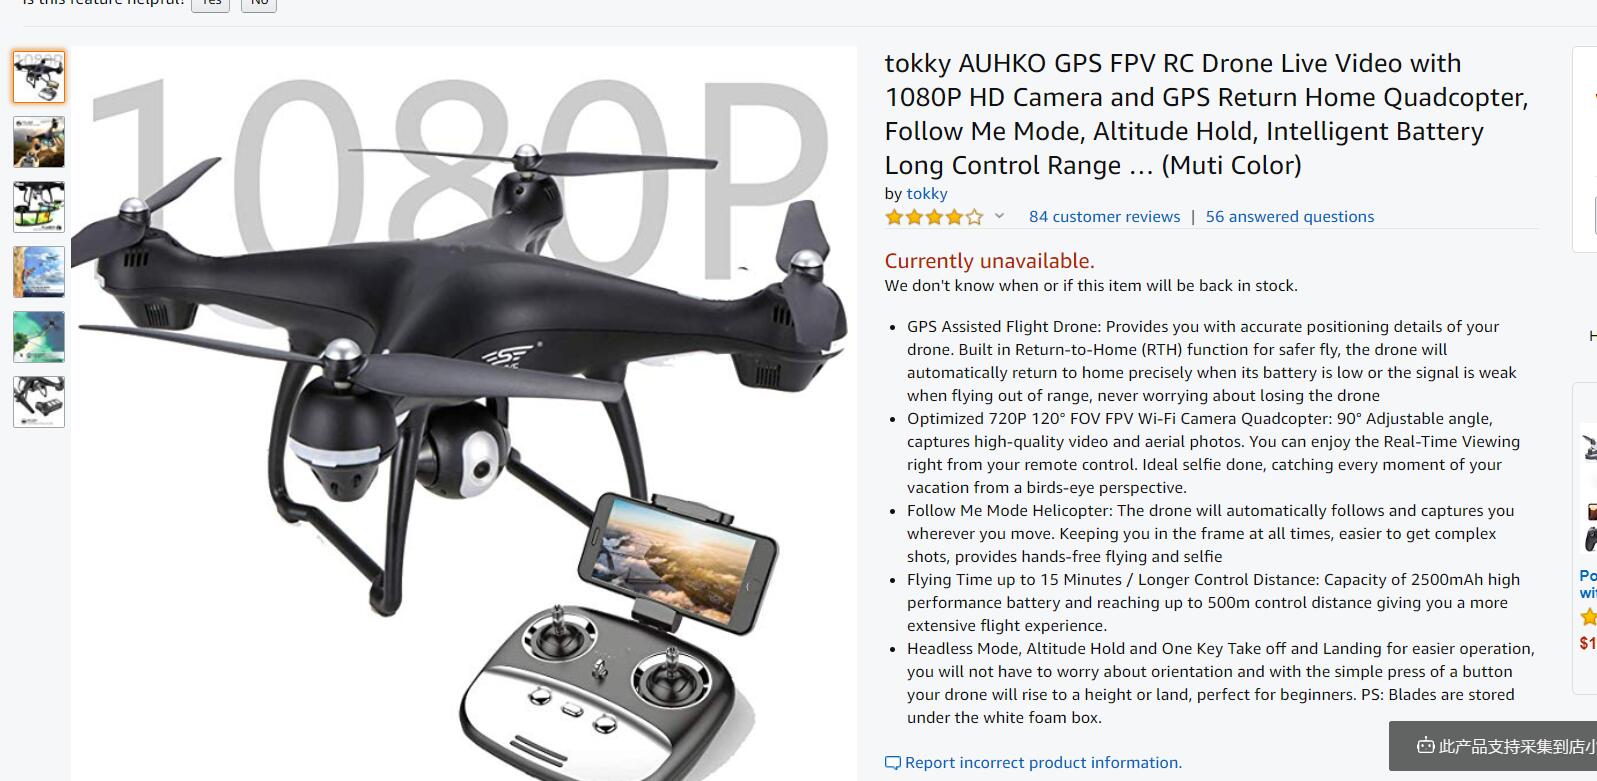 Is this feature helpful? Yes No
1080P
tokky AUHKO GPS FPV RC Drone Live Video with
1080P HD Camera and GPS Return Home Quadcopter,
Follow Me Mode, Altitude Hold, Intelligent Battery
Long Control Range … (Muti Color)
by tokky
84 customer reviews | 56 answered questions
Currently unavailable.
We don't know when or if this item will be back in stock.
• GPS Assisted Flight Drone: Provides you with accurate positioning details of your
drone. Built in Return-to-Home (RTH) function for safer fly, the drone will
automatically return to home precisely when its battery is low or the signal is weak
when flying out of range, never worrying about losing the drone
• Optimized 720P 120° FOV FPV Wi-Fi Camera Quadcopter: 90° Adjustable angle,
captures high-quality video and aerial photos. You can enjoy the Real-Time Viewing
right from your remote control. Ideal selfie done, catching every moment of your
vacation from a birds-eye perspective.
• Follow Me Mode Helicopter: The drone will automatically follows and captures you
wherever you move. Keeping you in the frame at all times, easier to get complex
shots, provides hands-free flying and selfie
• Flying Time up to 15 Minutes / Longer Control Distance: Capacity of 2500mAh high
performance battery and reaching up to 500m control distance giving you a more
extensive flight experience.
• Headless Mode, Altitude Hold and One Key Take off and Landing for easier operation,
you will not have to worry about orientation and with the simple press of a button
your drone will rise to a height or land, perfect for beginners. PS: Blades are stored
under the white foam box.
Report incorrect product information.
H
Po
wi
$1
此产品支持采集到店小